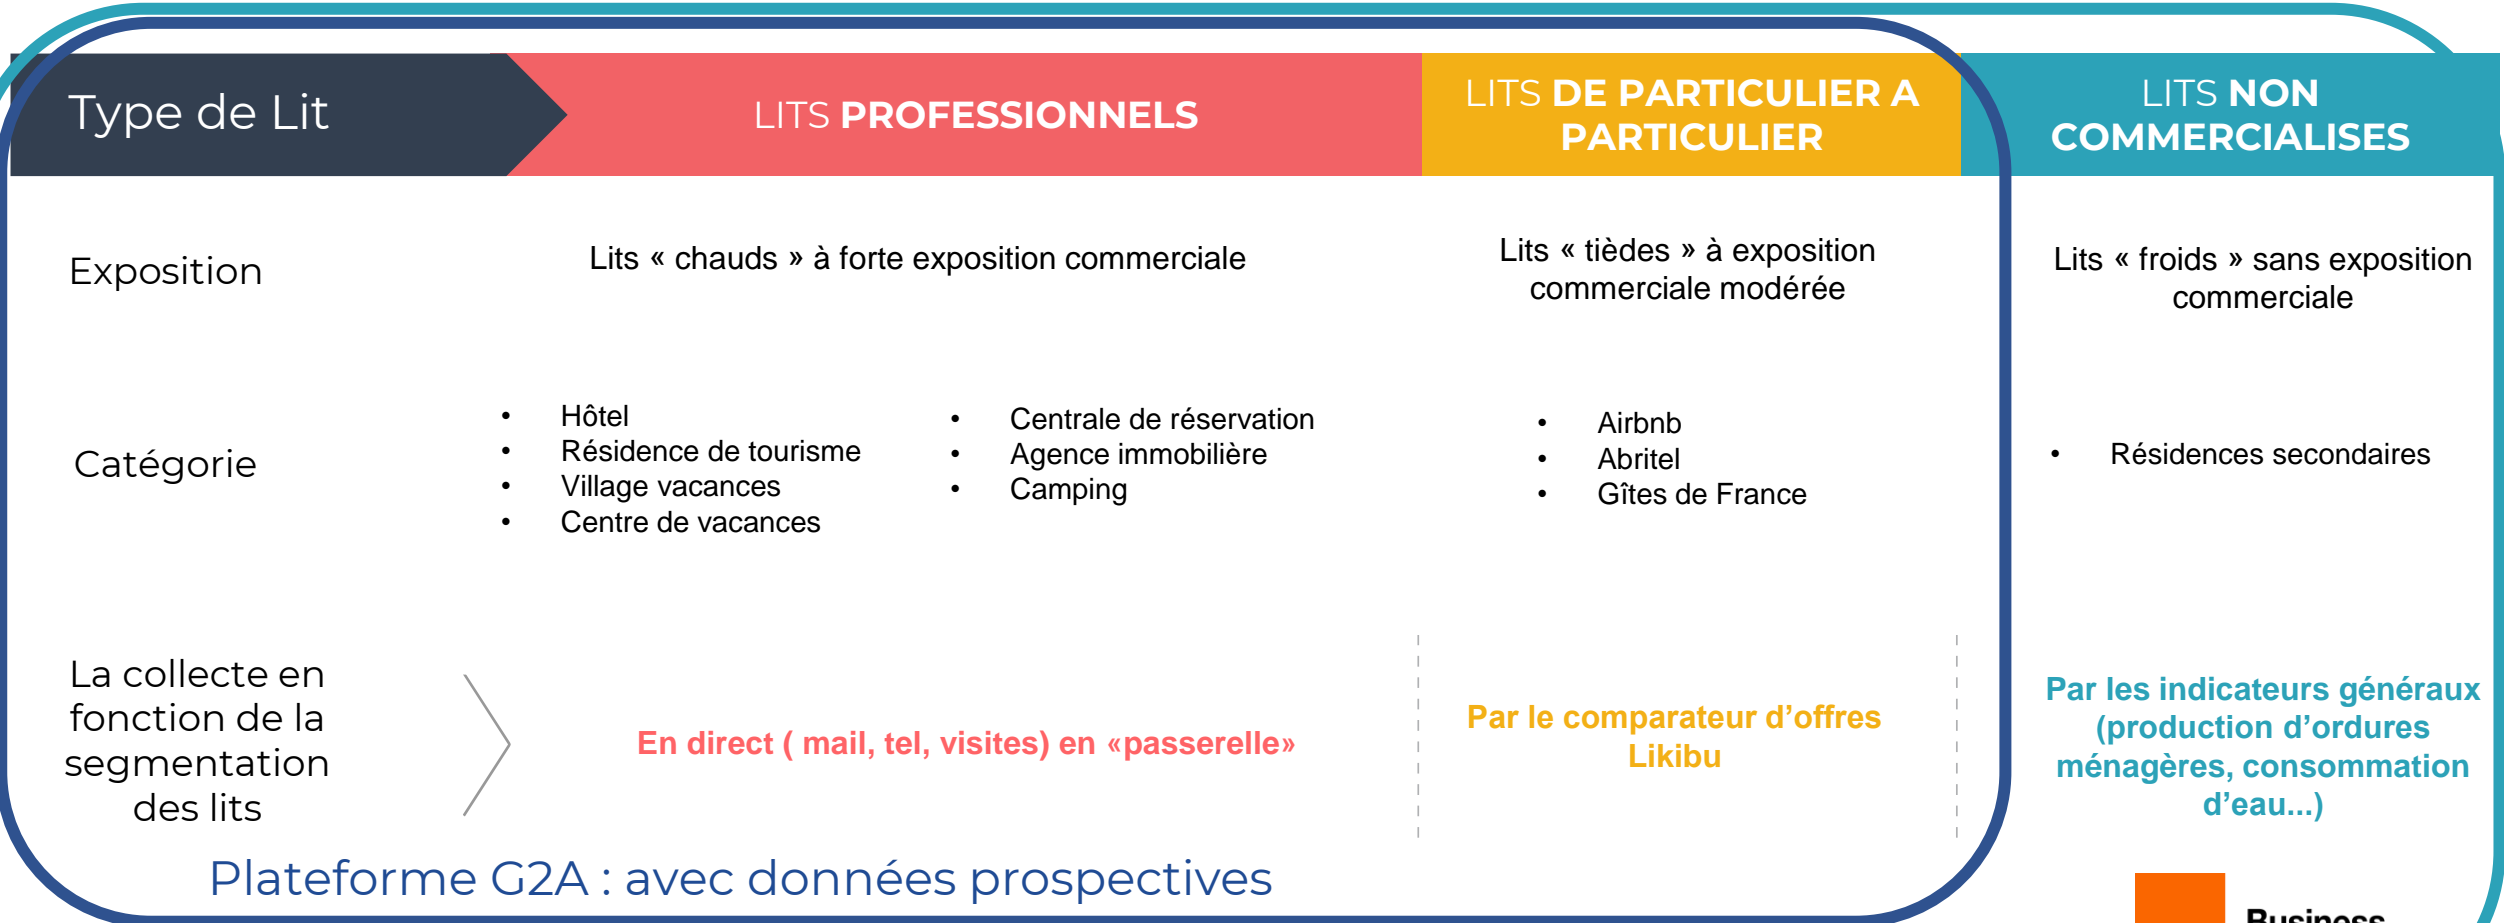 Type de Lit
LITS PROFESSIONNELS
LITS DE PARTICULIER A
PARTICULIER
LITS NON
COMMERCIALISES
Exposition
Lits « chauds » à forte exposition commerciale
Lits « tièdes » à exposition
commerciale modérée
Lits « froids » sans exposition
commerciale
Catégorie
• Hôtel
• Résidence de tourisme
• Village vacances
• Centre de vacances
• Centrale de réservation
• Agence immobilière
• Camping
• Airbnb
• Abritel
• Gîtes de France
• Résidences secondaires
La collecte en
fonction de la
segmentation
des lits
En direct ( mail, tel, visites) en «passerelle»
Par le comparateur d’offres
Likibu
Par les indicateurs généraux
(production d’ordures
ménagères, consommation
d’eau...)
Plateforme G2A : avec données prospectives
Business